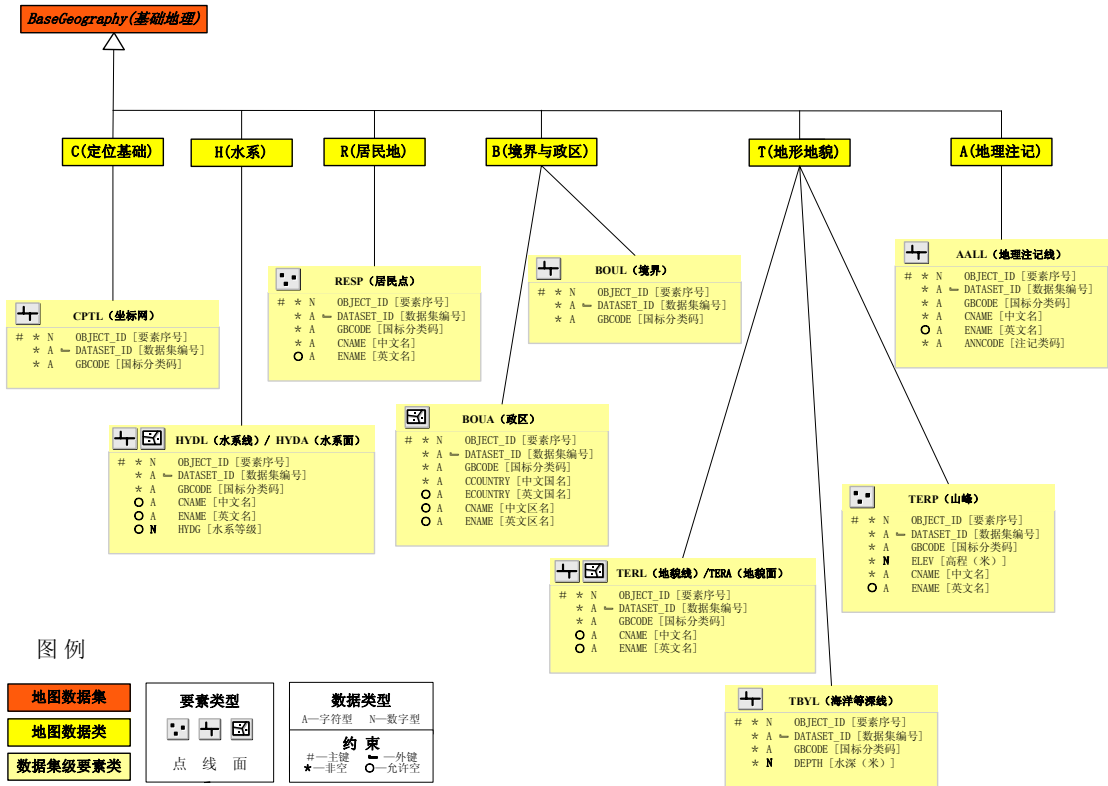 BaseGeography(基础地理)
C(定位基础)
H(水系)
R(居民地)
B(境界与政区)
T(地形地貌)
A(地理注记)
CPTL（坐标网）
# * N OBJECT_ID [要素序号]
* A DATASET_ID [数据集编号]
* A GBCODE [国标分类码]
HYDL（水系线）/ HYDA（水系面）
# * N OBJECT_ID [要素序号]
* A DATASET_ID [数据集编号]
* A GBCODE [国标分类码]
O A CNAME [中文名]
O A ENAME [英文名]
O N HYDG [水系等级]
RESP（居民点）
# * N OBJECT_ID [要素序号]
* A DATASET_ID [数据集编号]
* A GBCODE [国标分类码]
* A CNAME [中文名]
O A ENAME [英文名]
BOUL（境界）
# * N OBJECT_ID [要素序号]
* A DATASET_ID [数据集编号]
* A GBCODE [国标分类码]
BOUA（政区）
# * N OBJECT_ID [要素序号]
* A DATASET_ID [数据集编号]
* A GBCODE [国标分类码]
* A CCOUNTRY [中文国名]
O A ECOUNTRY [英文国名]
O A CNAME [中文区名]
O A ENAME [英文区名]
TERL（地貌线）/TERA（地貌面）
# * N OBJECT_ID [要素序号]
* A DATASET_ID [数据集编号]
* A GBCODE [国标分类码]
O A CNAME [中文名]
O A ENAME [英文名]
TBYL（海洋等深线）
# * N OBJECT_ID [要素序号]
* A DATASET_ID [数据集编号]
* A GBCODE [国标分类码]
* N DEPTH [水深（米）]
TERP（山峰）
# * N OBJECT_ID [要素序号]
* A DATASET_ID [数据集编号]
* A GBCODE [国标分类码]
* N ELEV [高程（米）]
* A CNAME [中文名]
O A ENAME [英文名]
AALL（地理注记线）
# * N OBJECT_ID [要素序号]
* A DATASET_ID [数据集编号]
* A GBCODE [国标分类码]
* A CNAME [中文名]
O A ENAME [英文名]
* A ANNCODE [注记类码]
图 例
地图数据集
地图数据类
数据集级要素类
要素类型
点 线 面
数据类型
A—字符型 N—数字型
约 束
#—主键 —外键
*—非空 O—允许空